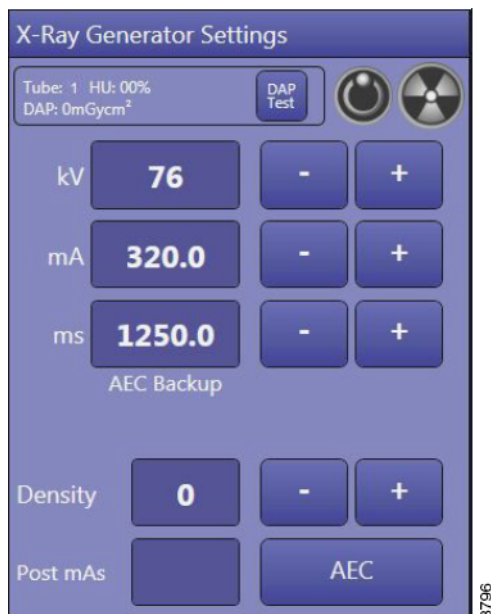 X-Ray Generator Settings
Tube: 1 HU: 00%
DAP: 0mGycm²
DAP
Test
kV 76 - +
mA 320.0 - +
ms 1250.0 - +
AEC Backup
Density 0 - +
Post mAs AEC